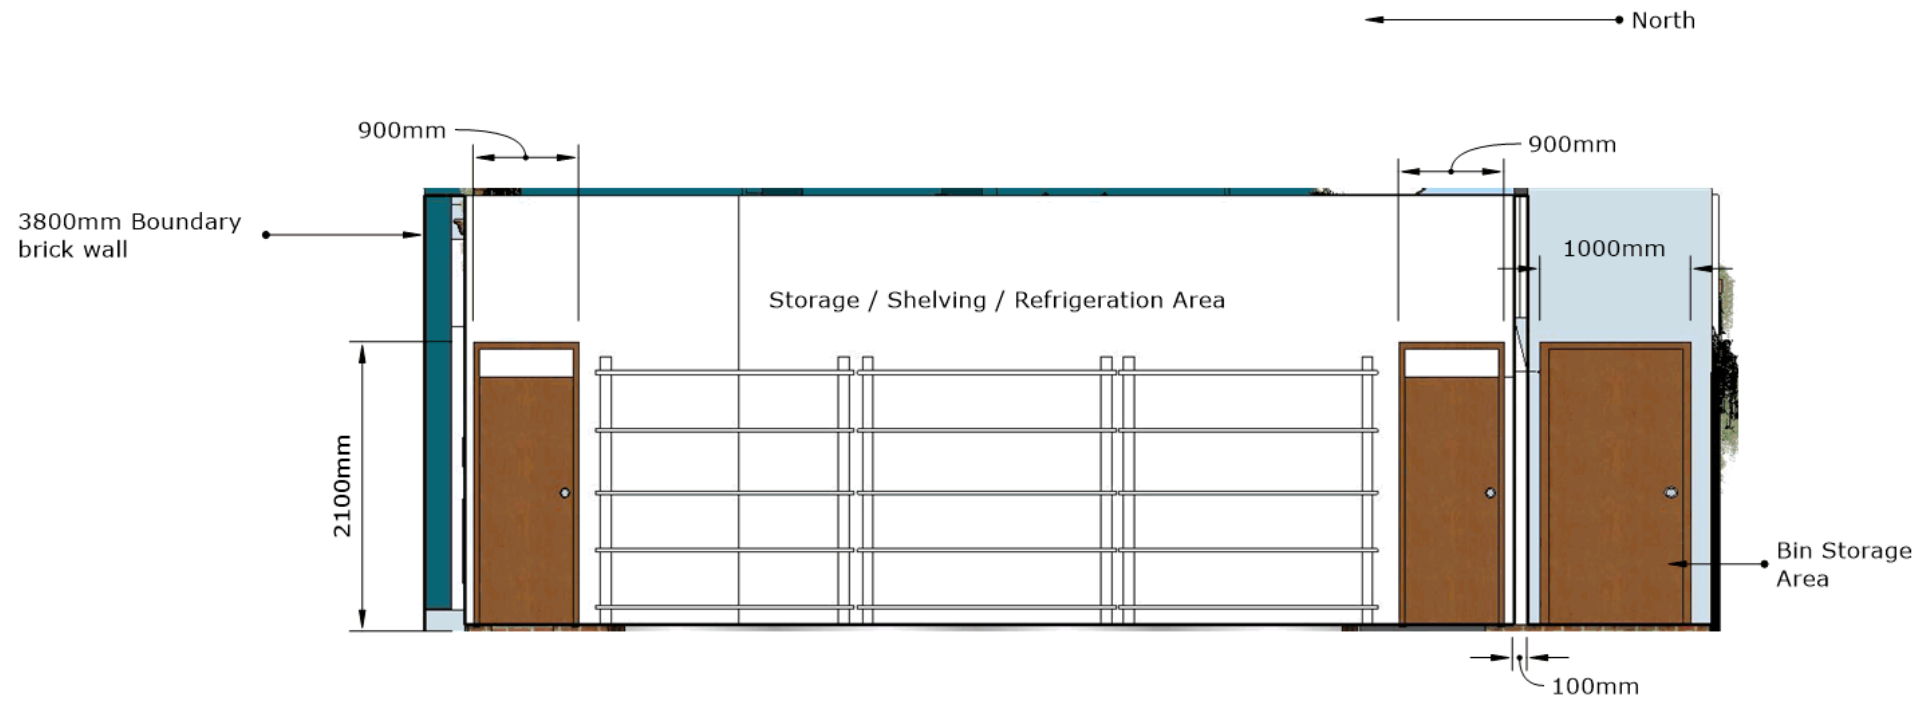 North
900mm
900mm
3800mm Boundary
brick wall
1000mm
Storage / Shelving / Refrigeration Area
2100mm
Bin Storage
Area
100mm